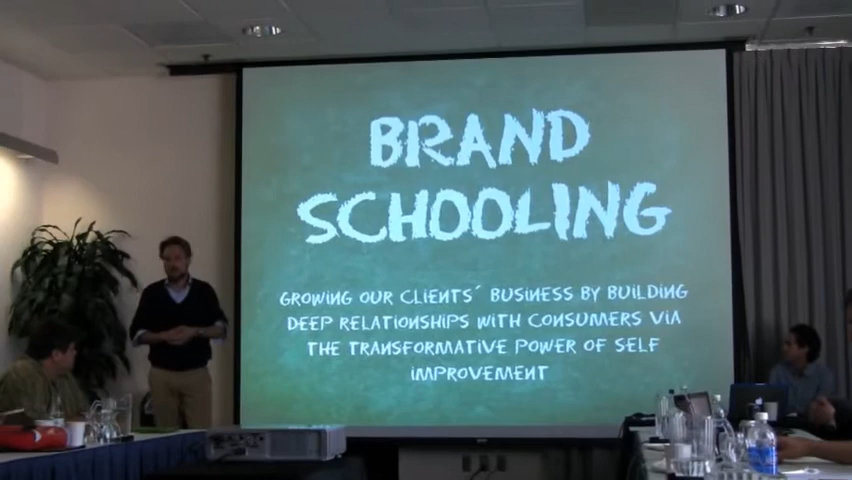 BRAND
SCHOOLING
GROWING OUR CLIENTS´ BUSINESS BY BUILDING
DEEP RELATIONSHIPS WITH CONSUMERS VIA
THE TRANSFORMATIVE POWER OF SELF
IMPROVEMENT